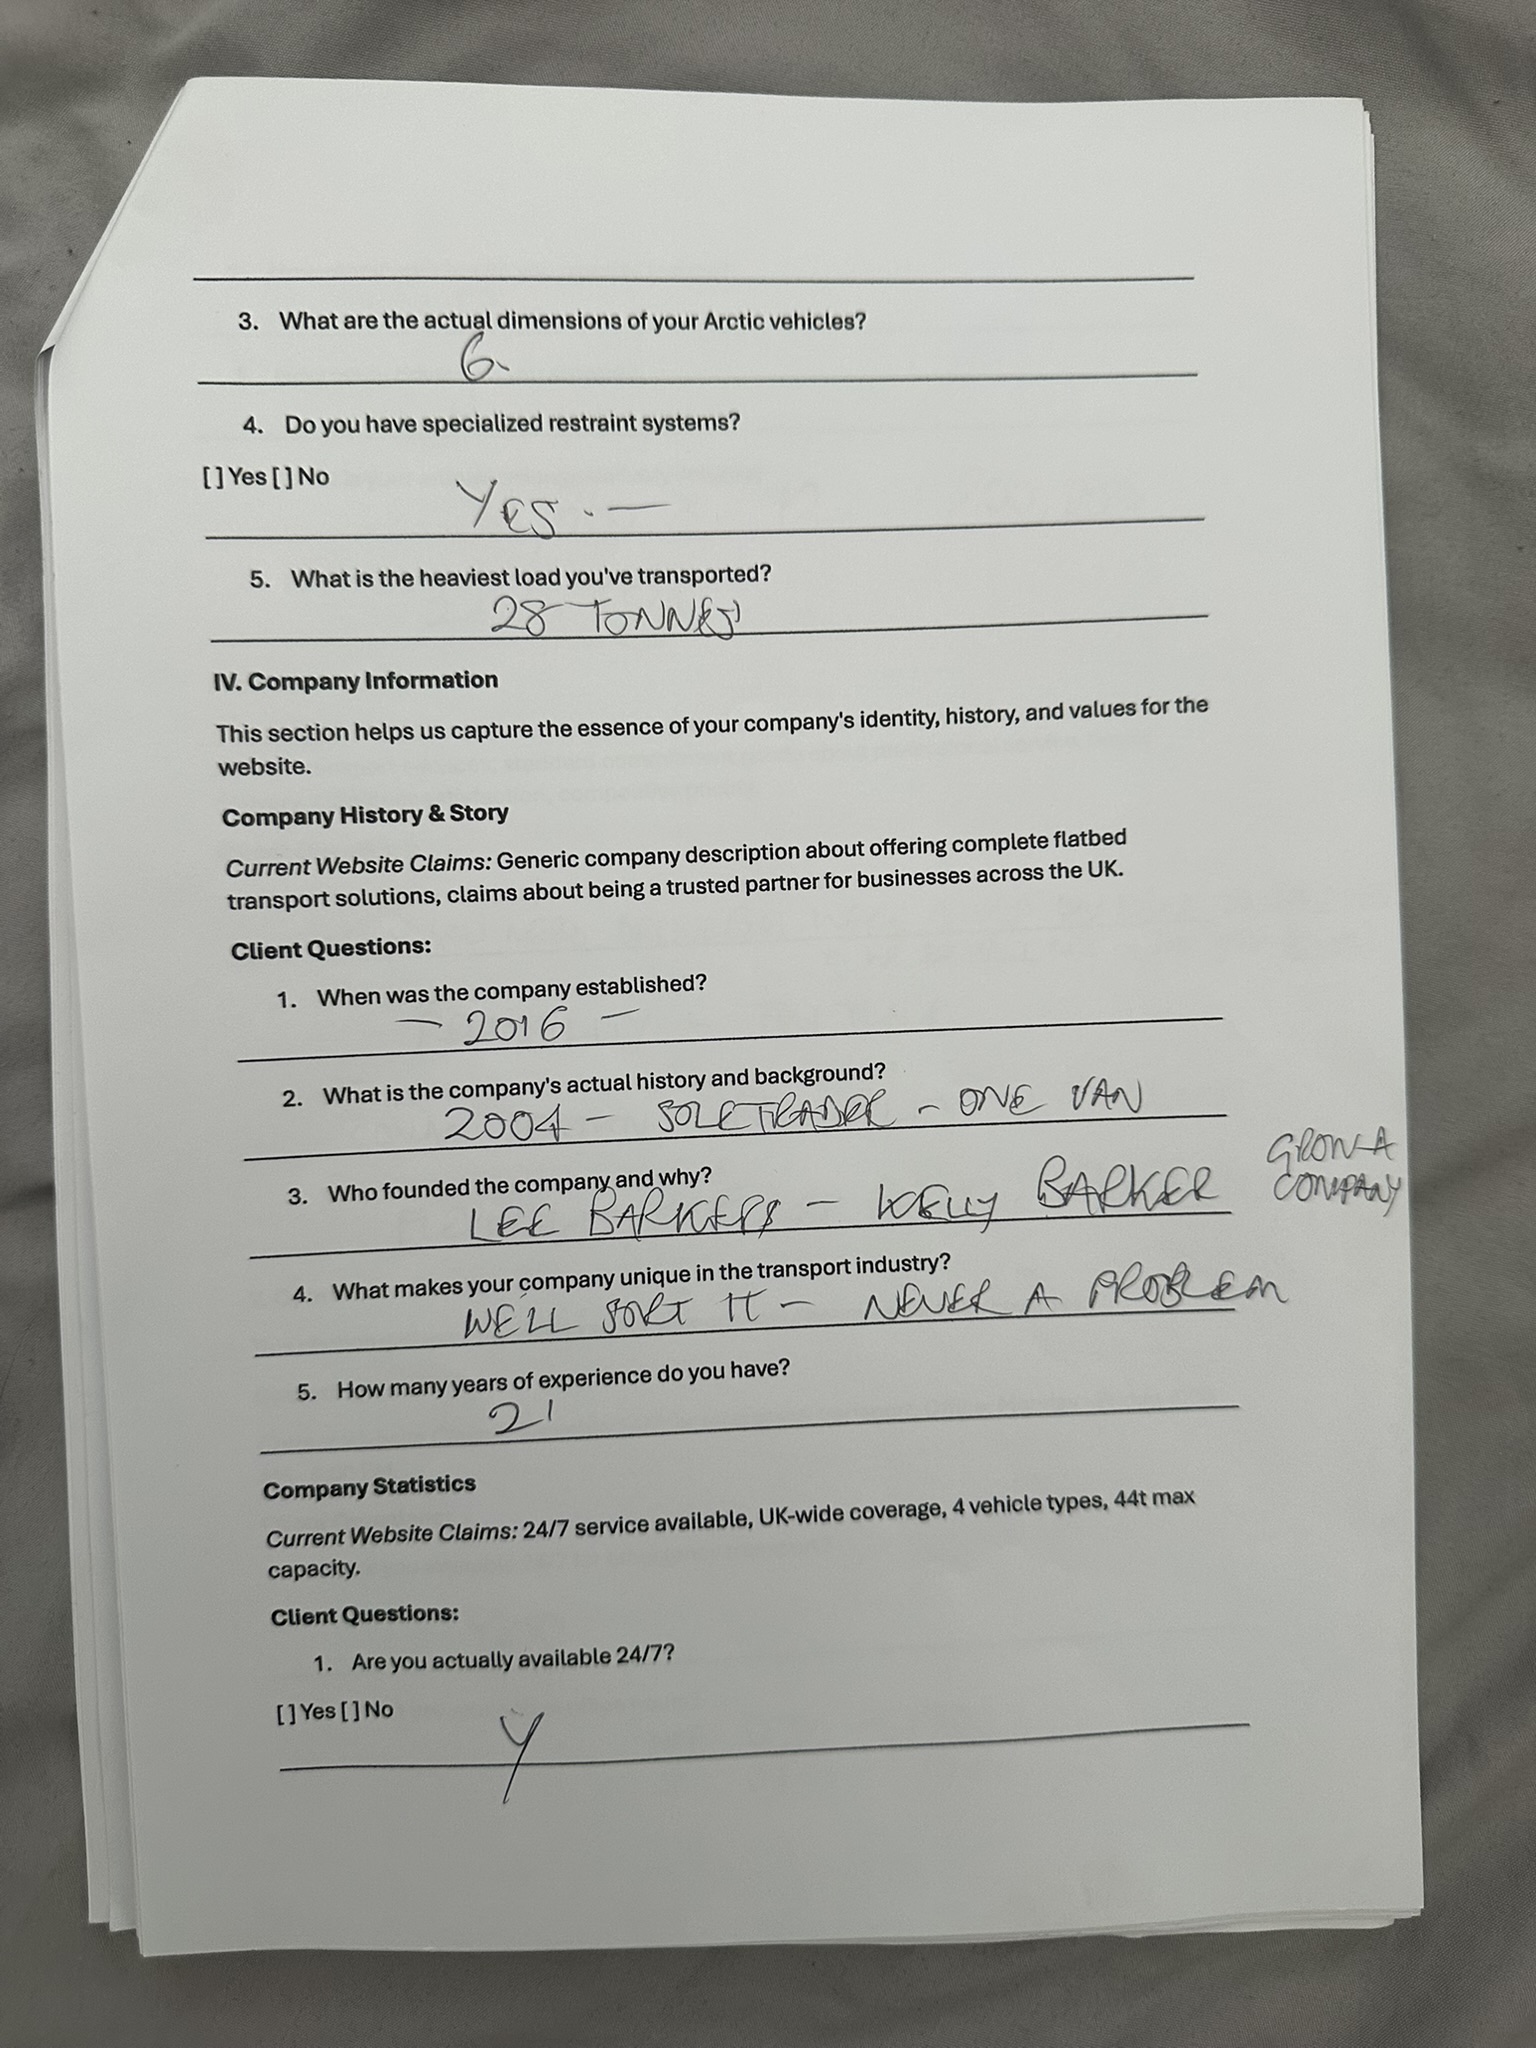 3. What are the actual dimensions of your Arctic vehicles?
6.
4. Do you have specialized restraint systems?
[ ] Yes [ ] No
YES . —
5. What is the heaviest load you've transported?
28 TONNES
IV. Company Information
This section helps us capture the essence of your company's identity, history, and values for the
website.
Company History & Story
Current Website Claims: Generic company description about offering complete flatbed
transport solutions, claims about being a trusted partner for businesses across the UK.
Client Questions:
1. When was the company established?
— 2016 —
2. What is the company's actual history and background?
2004 — SOLETRADER - ONE VAN
3. Who founded the company and why?
LEE BARKER — KELLY BARKER GROW A
COMPANY
4. What makes your company unique in the transport industry?
WE'LL SORT IT — NEVER A PROBLEM
5. How many years of experience do you have?
21
Company Statistics
Current Website Claims: 24/7 service available, UK-wide coverage, 4 vehicle types, 44t max
capacity.
Client Questions:
1. Are you actually available 24/7?
[ ] Yes [ ] No
Y